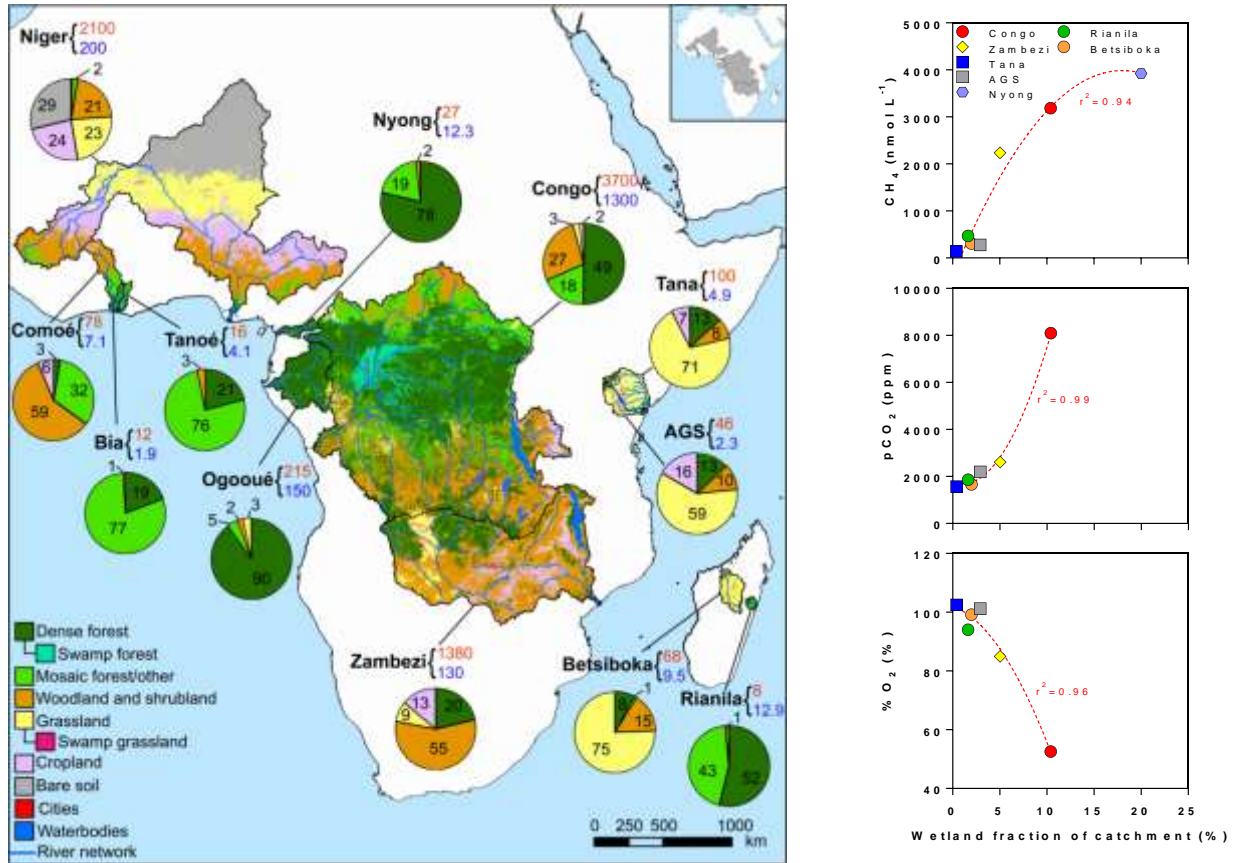 Niger{2100
200
2
29
21
24
23
Nyong{27
12.3
2
19
78
Congo{3700
1300
3
2
27
49
18
Tana{100
4.9
7
13
8
71
Comoé{78
7.1
3
6
32
59
Tanoé{16
4.1
3
21
76
Bia{12
1.9
1
19
77
Ogooué{215
150
2
3
5
90
AGS{46
2.3
16
13
10
59
Zambezi{1380
130
13
20
9
55
Betsiboka{68
9.5
1
8
15
75
Rianila{8
12.9
1
43
52
Dense forest
Swamp forest
Mosaic forest/other
Woodland and shrubland
Grassland
Swamp grassland
Cropland
Bare soil
Cities
Waterbodies
River network
0 250 500 1000
km
CH4 (nmol L-1)
5000
4000
3000
2000
1000
0
Congo
Zambezi
Tana
AGS
Nyong
Rianila
Betsiboka
r2=0.94
pCO2 (ppm)
10000
8000
6000
4000
2000
0
r2=0.99
%O2 (%)
120
100
80
60
40
r2=0.96
0 5 10 15 20 25
Wetland fraction of catchment (%)